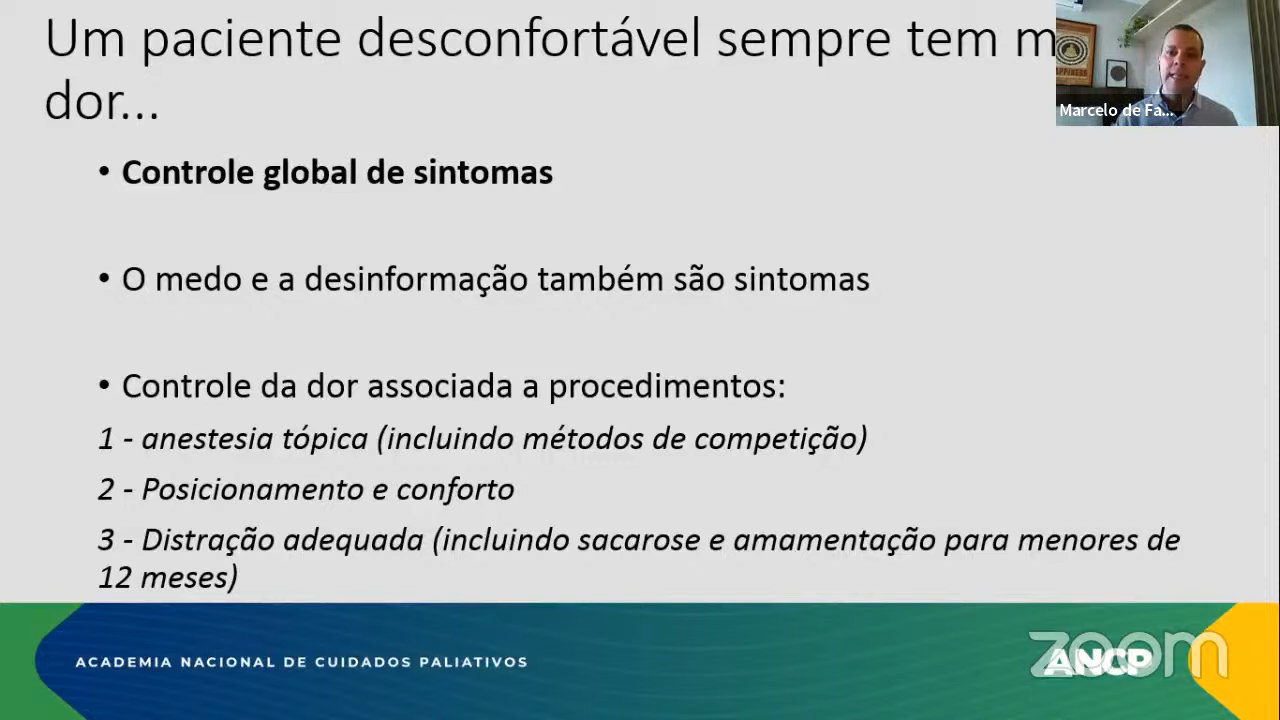 Um paciente desconfortável sempre tem
dor...
Marcelo de Fa...
• Controle global de sintomas
• O medo e a desinformação também são sintomas
• Controle da dor associada a procedimentos:
1 - anestesia tópica (incluindo métodos de competição)
2 - Posicionamento e conforto
3 - Distração adequada (incluindo sacarose e amamentação para menores de
12 meses)
ACADEMIA NACIONAL DE CUIDADOS PALIATIVOS
ANCP
zoom